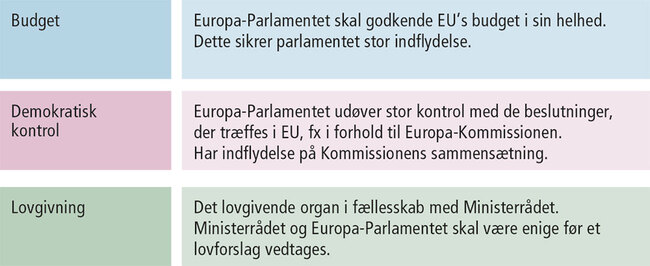 Budget
Europa-Parlamentet skal godkende EU’s budget i sin helhed.
Dette sikrer parlamentet stor indflydelse.
Demokratisk
kontrol
Europa-Parlamentet udøver stor kontrol med de beslutninger,
der træffes i EU, fx i forhold til Europa-Kommissionen.
Har indflydelse på Kommissionens sammensætning.
Lovgivning
Det lovgivende organ i fællesskab med Ministerrådet.
Ministerrådet og Europa-Parlamentet skal være enige før et
lovforslag vedtages.